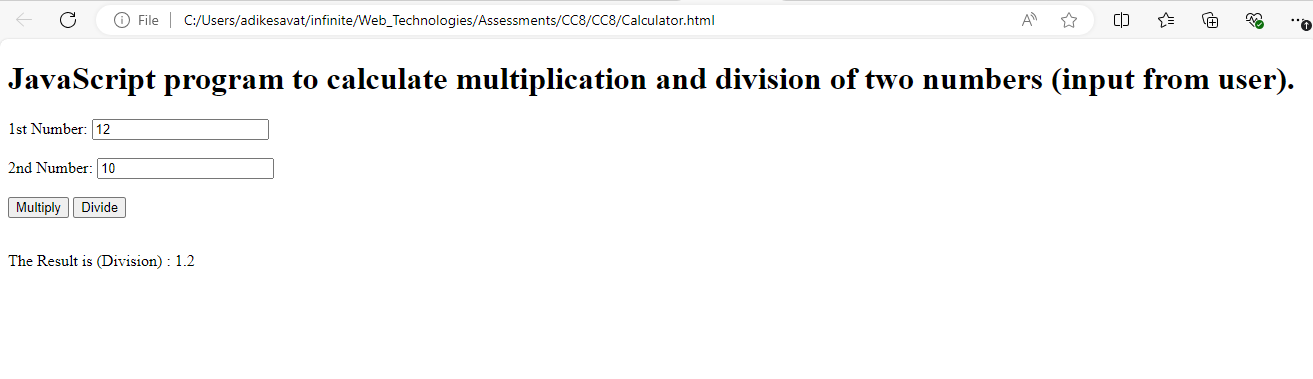 File C:/Users/adikesavat/infinite/Web_Technologies/Assessments/CC8/CC8/Calculator.html
JavaScript program to calculate multiplication and division of two numbers (input from user).
1st Number: 12
2nd Number: 10
Multiply Divide
The Result is (Division) : 1.2